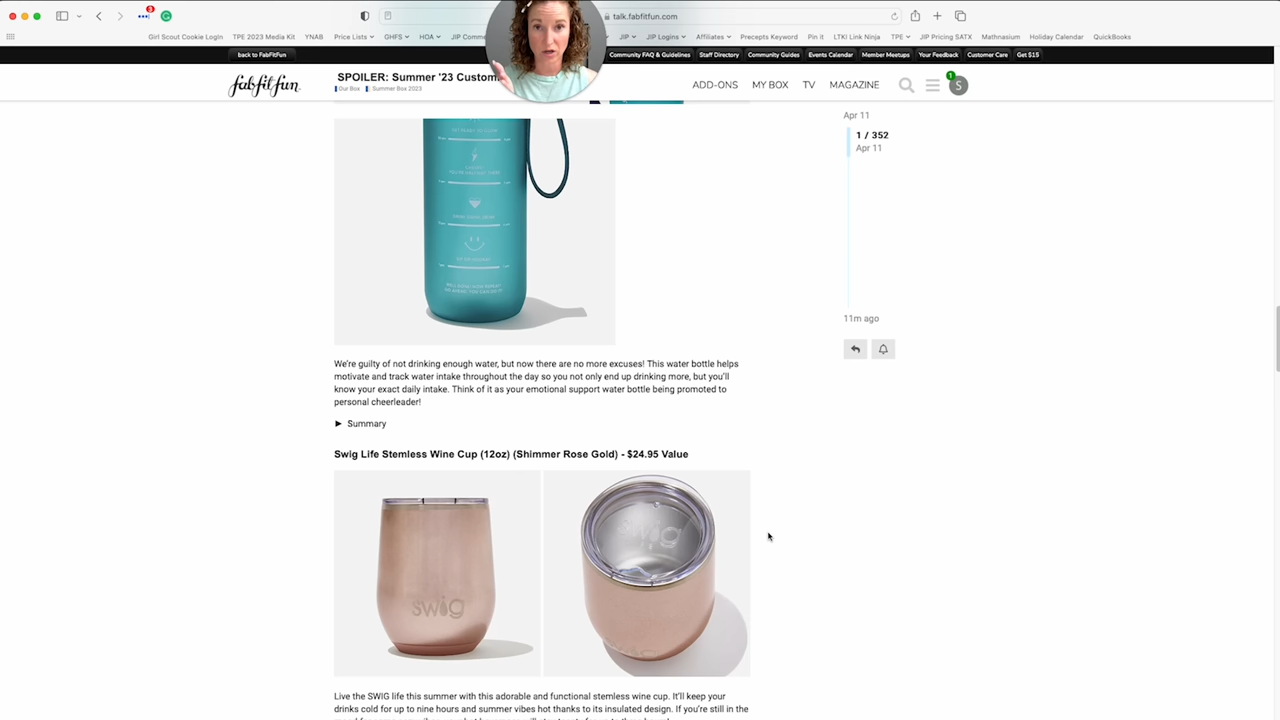 talk.fabfitfun.com
3
Girl Scout Cookie Login TPE 2023 Media Kit YNAB Price Lists GHFS HOA JIP Comm JIP JIP Logins Affiliates Precepts Keyword Pin it LTKI Link Ninja TPE JIP Pricing SATX Mathnasium Holiday Calendar QuickBooks
back to FabFitFun Community FAQ & Guidelines Staff Directory Community Guides Events Calendar Member Meetups Your Feedback Customer Care Get $15
fabfitfun.
SPOILER: Summer '23 Custom
Our Box Summer Box 2023
ADD-ONS MY BOX TV MAGAZINE
1
S
Apr 11
1 / 352
Apr 11
11m ago
We're guilty of not drinking enough water, but now there are no more excuses! This water bottle helps
motivate and track water intake throughout the day so you not only end up drinking more, but you'll
know your exact daily intake. Think of it as your emotional support water bottle being promoted to
personal cheerleader!
Summary
Swig Life Stemless Wine Cup (12oz) (Shimmer Rose Gold) - $24.95 Value
swig
swig
Live the SWIG life this summer with this adorable and functional stemless wine cup. It'll keep your
drinks cold for up to nine hours and summer vibes hot thanks to its insulated design. If you're still in the